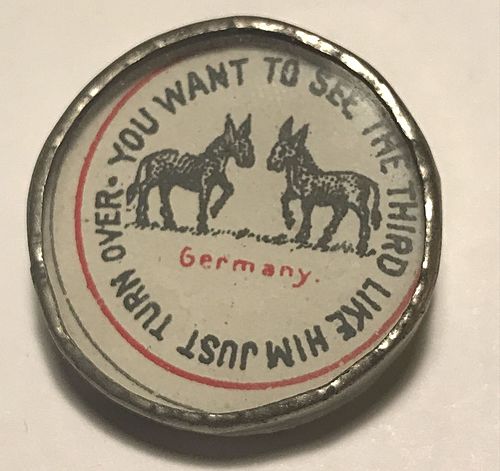 YOU WANT TO SEE THE THIRD LIKE HIM JUST TURN OVER.
Germany.